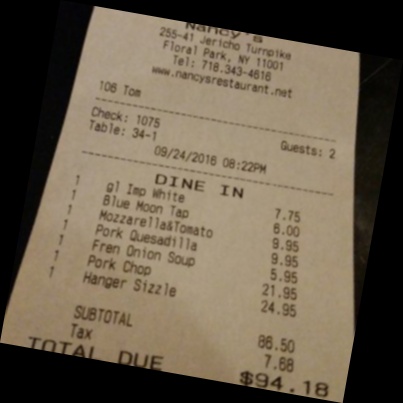 Nancy's
255-41 Jericho Turnpike
Floral Park, NY 11001
Tel: 718.343-4616
www.nancysrestaurant.net
106 Tom
Check: 1075 Guests: 2
Table: 34-1
09/24/2016 08:22PM
DINE IN
1 gl Imp White 7.75
1 Blue Moon Tap 6.00
1 Mozzarella&Tomato 9.95
1 Pork Quesadilla 9.95
1 Fren Onion Soup 5.95
1 Pork Chop 21.95
1 Hanger Sizzle 24.95
SUBTOTAL 86.50
Tax 7.68
TOTAL DUE $94.18